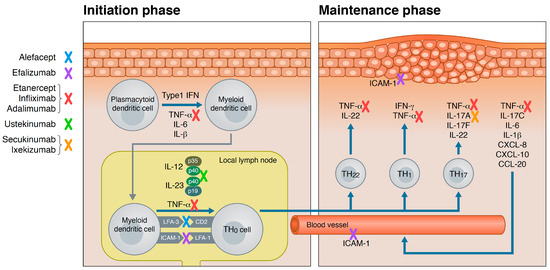 Initiation phase
Maintenance phase
Alefacept
Efalizumab
Etanercept
Infliximab
Adalimumab
Ustekinumab
Secukinumab
Ixekizumab
Plasmacytoid
dendritic cell
Type1 IFN
TNF-α
IL-6
IL-β
Myeloid
dendritic cell
Local lymph node
IL-12
IL-23
p35
p40
p40
p19
TNF-α
Myeloid
dendritic cell
LFA-3
CD2
ICAM-1
LFA-1
TH0 cell
ICAM-1
TNF-α
IL-22
IFN-γ
TNF-α
TNF-α
IL-17A
IL-17F
IL-22
TNF-α
IL-17C
IL-6
IL-1β
CXCL-8
CXCL-10
CCL-20
TH22
TH1
TH17
Blood vessel
ICAM-1